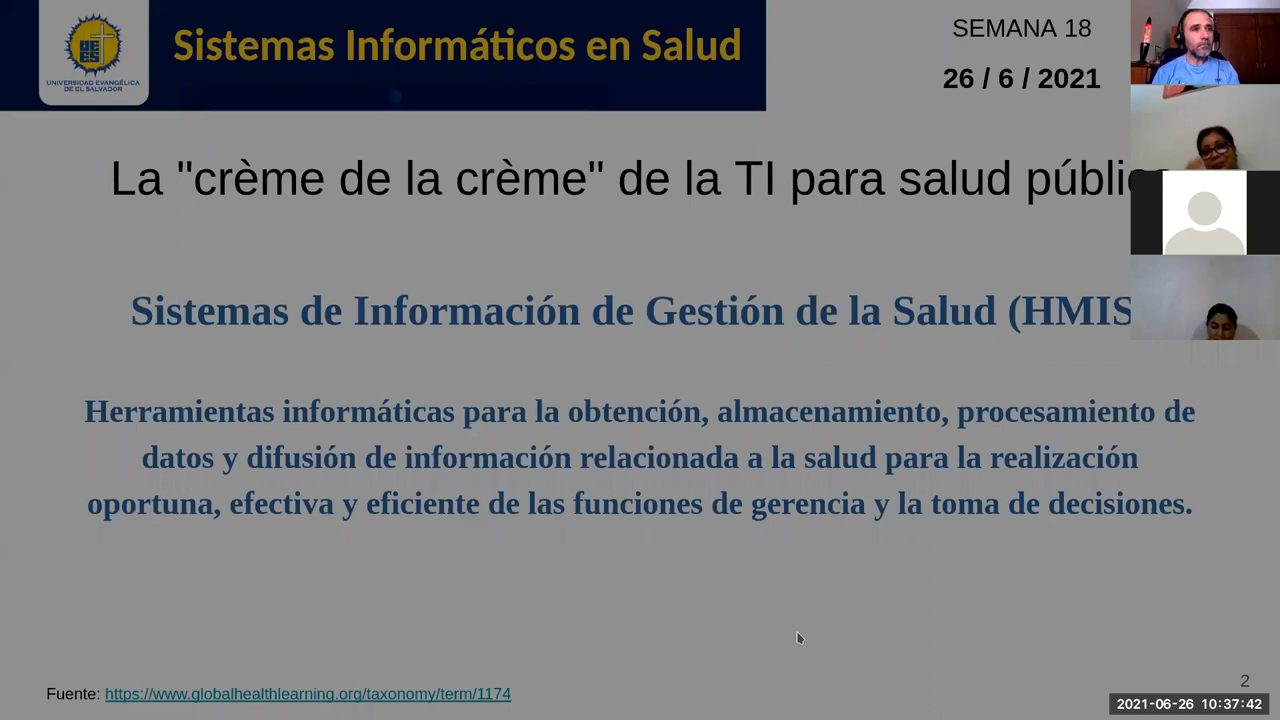 Sistemas Informáticos en Salud
SEMANA 18
26 / 6 / 2021
UNIVERSIDAD EVANGÉLICA
DE EL SALVADOR
La "crème de la crème" de la TI para salud
Sistemas de Información de Gestión de la Salud (HMIS
Herramientas informáticas para la obtención, almacenamiento, procesamiento de
datos y difusión de información relacionada a la salud para la realización
oportuna, efectiva y eficiente de las funciones de gerencia y la toma de decisiones.
Fuente: https://www.globalhealthlearning.org/taxonomy/term/1174
2
2021-06-26 10:37:42